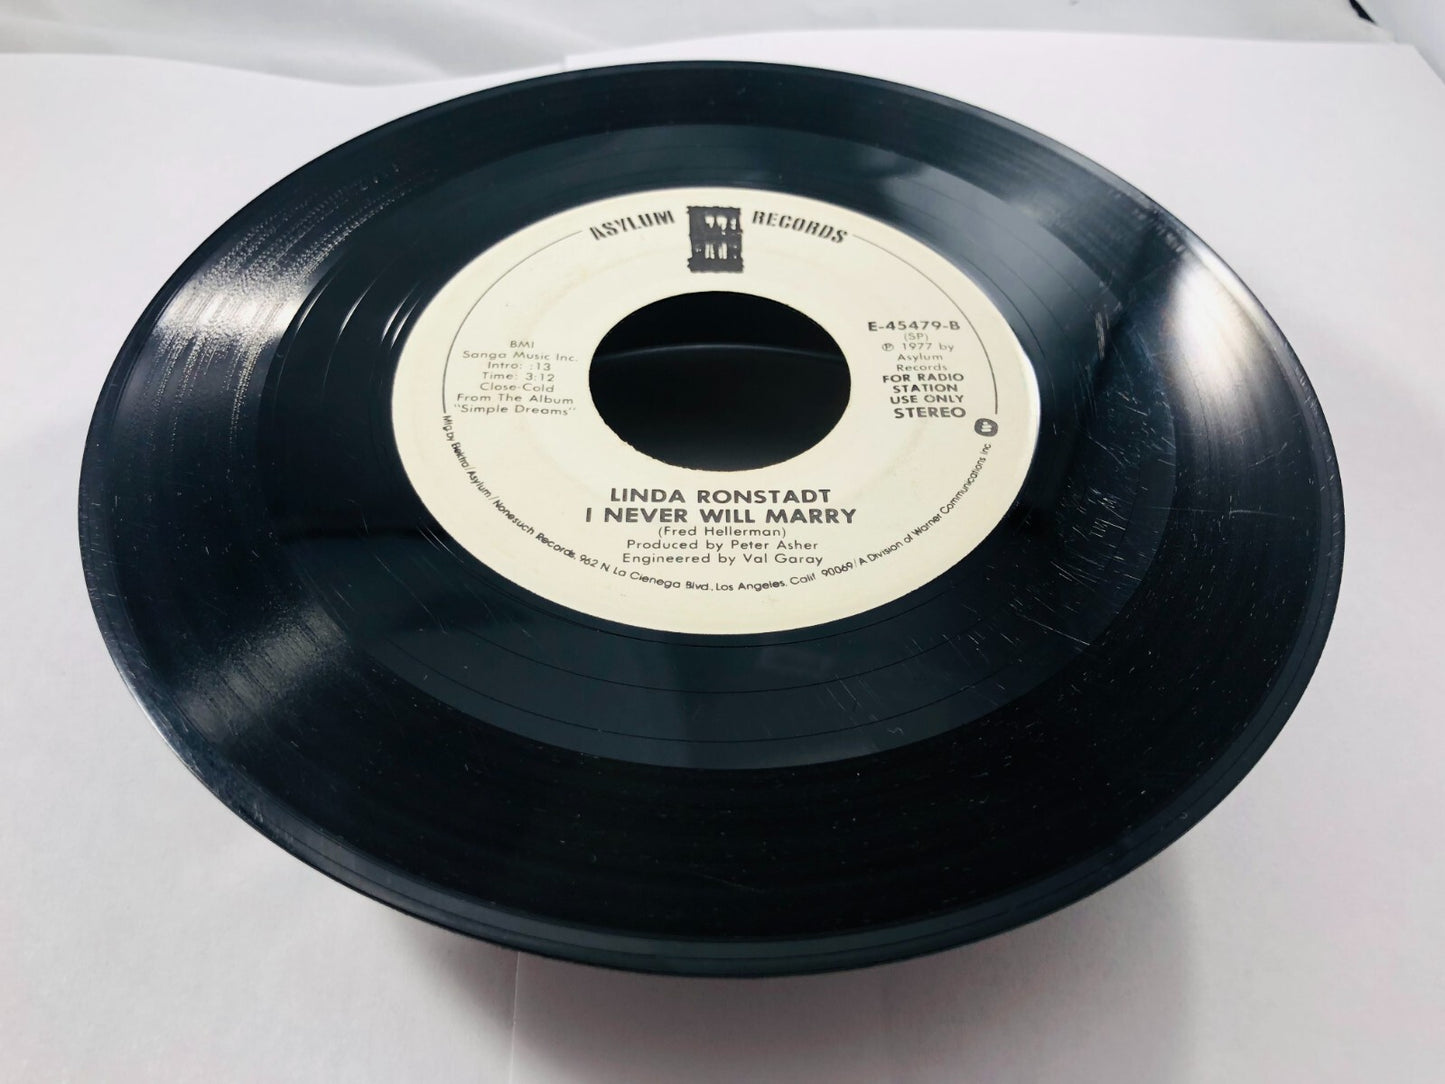 ASYLUM RECORDS
BMI
Sanga Music Inc.
Intro: :13
Time: 3:12
Close-Cold
From The Album
"Simple Dreams"
E-45479-B
(SP)
℗ 1977 by
Asylum
Records
FOR RADIO
STATION
USE ONLY
STEREO
LINDA RONSTADT
I NEVER WILL MARRY
(Fred Hellerman)
Produced by Peter Asher
Engineered by Val Garay
Mfg. by Elektra/Asylum/Nonesuch Records, 962 N. La Cienega Blvd., Los Angeles, Calif. 90069/A Division of Warner Communications Inc.